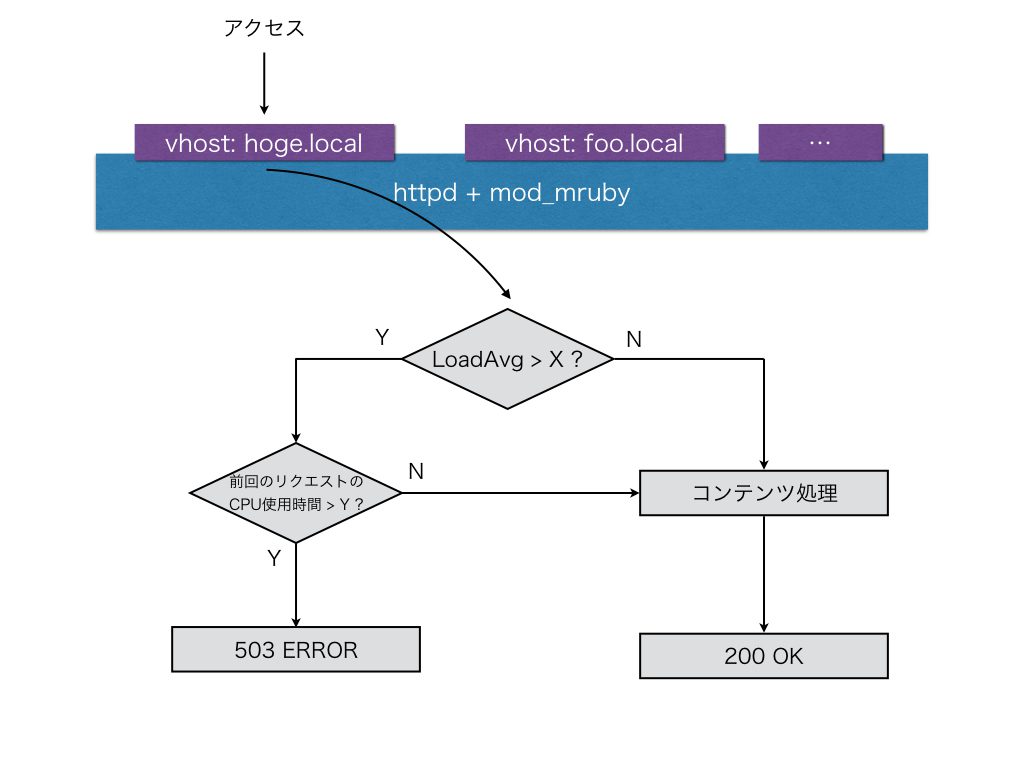 アクセス
vhost: hoge.local
vhost: foo.local
…
httpd + mod_mruby
Y
N
LoadAvg > X ?
前回のリクエストの
CPU使用時間 > Y ?
N
コンテンツ処理
Y
503 ERROR
200 OK